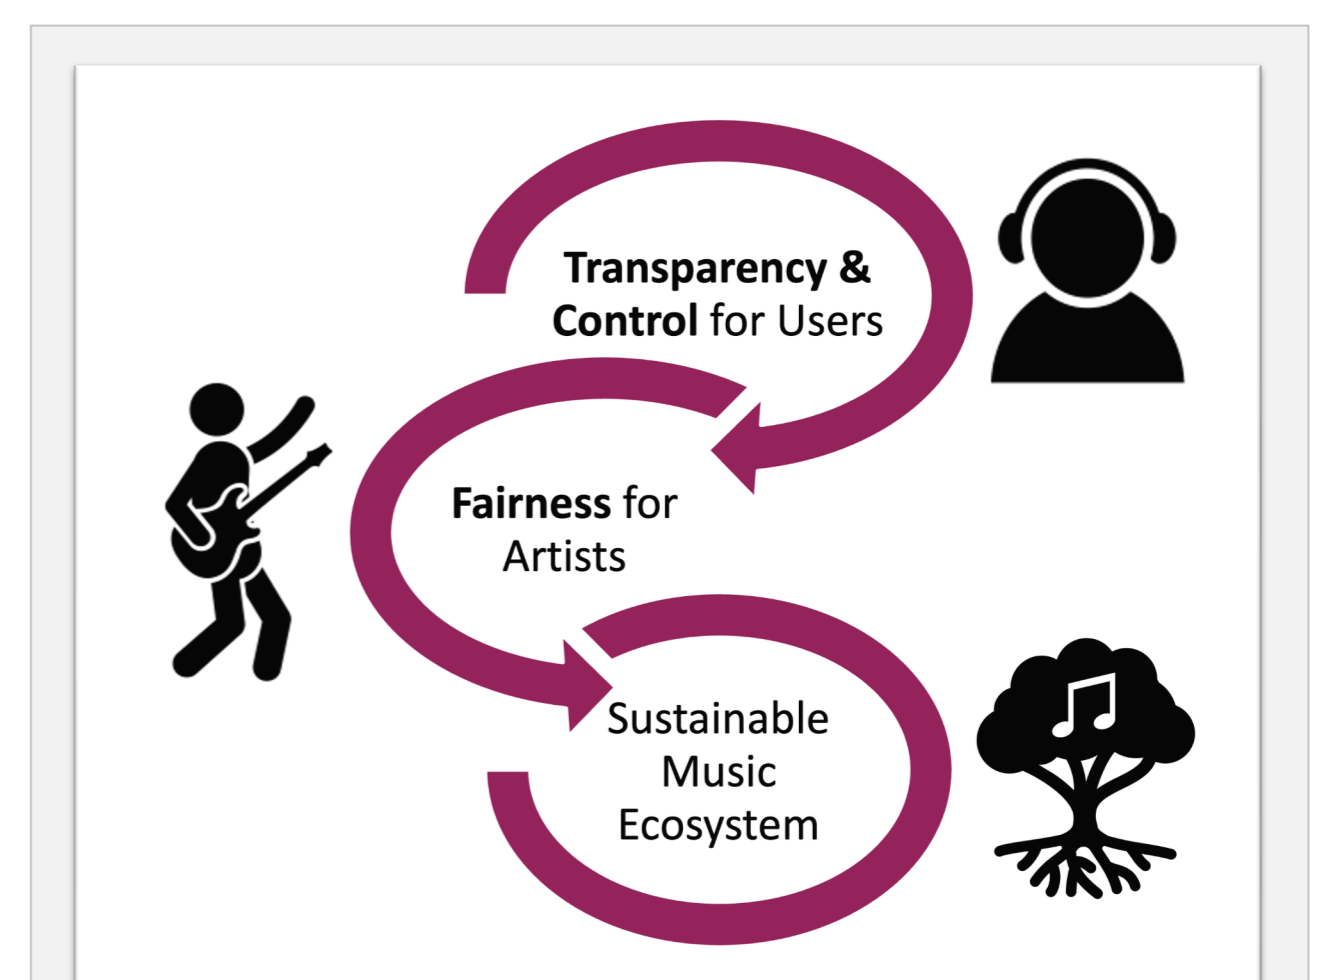 Transparency &
Control for Users
Fairness for
Artists
Sustainable
Music
Ecosystem